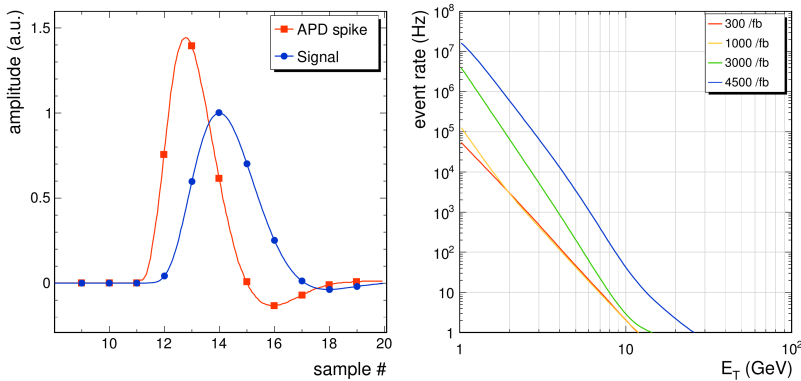 amplitude (a.u.)
1.5
1
0.5
0
APD spike
Signal
10
12
14
16
18
20
sample #
event rate (Hz)
10^8
10^7
10^6
10^5
10^4
10^3
10^2
10
1
300 /fb
1000 /fb
3000 /fb
4500 /fb
1
10
10^2
E_T (GeV)